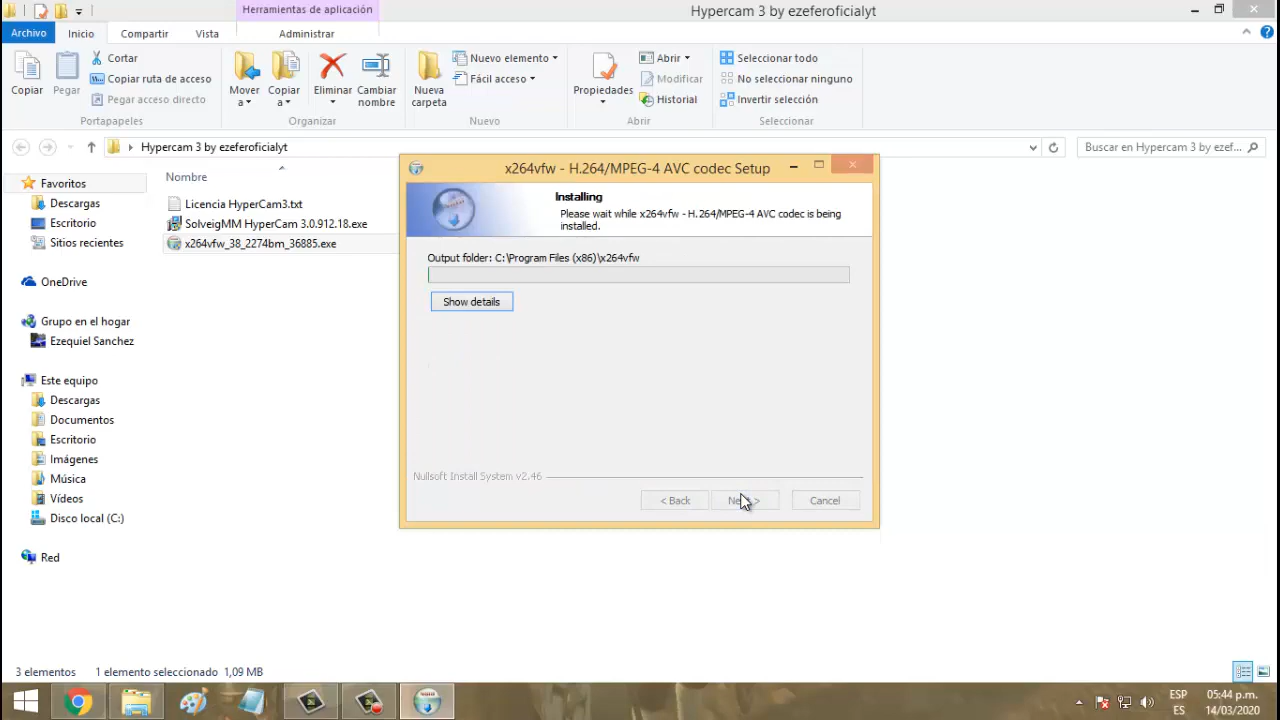 Herramientas de aplicación
Hypercam 3 by ezeferoficialyt
Archivo
Inicio
Compartir
Vista
Administrar
Copiar
Pegar
Cortar
Copiar ruta de acceso
Pegar acceso directo
Portapapeles
Mover
a
Copiar
a
Eliminar
Cambiar
nombre
Organizar
Nueva
carpeta
Nuevo elemento
Fácil acceso
Nuevo
Propiedades
Abrir
Modificar
Historial
Abrir
Seleccionar todo
No seleccionar ninguno
Invertir selección
Seleccionar
Hypercam 3 by ezeferoficialyt
Buscar en Hypercam 3 by ezef...
Favoritos
Descargas
Escritorio
Sitios recientes
OneDrive
Grupo en el hogar
Ezequiel Sanchez
Este equipo
Descargas
Documentos
Escritorio
Imágenes
Música
Vídeos
Disco local (C:)
Red
Nombre
Licencia HyperCam3.txt
SolveigMM HyperCam 3.0.912.18.exe
x264vfw_38_2274bm_36885.exe
x264vfw - H.264/MPEG-4 AVC codec Setup
Installing
Please wait while x264vfw - H.264/MPEG-4 AVC codec is being
installed.
Output folder: C:\Program Files (x86)\x264vfw
Show details
Nullsoft Install System v2.46
< Back
Next >
Cancel
3 elementos
1 elemento seleccionado 1,09 MB
ESP
ES
05:44 p.m.
14/03/2020